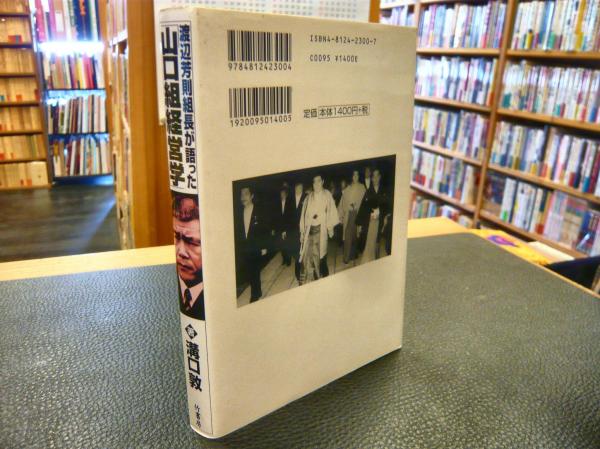 渡辺芳則組長が語った
「山口組経営学」
著
溝口敦
竹書房
ISBN4-8124-2300-7
C0095 ¥1400E
9784812423004
定価 本体1400円+税
1920095014005